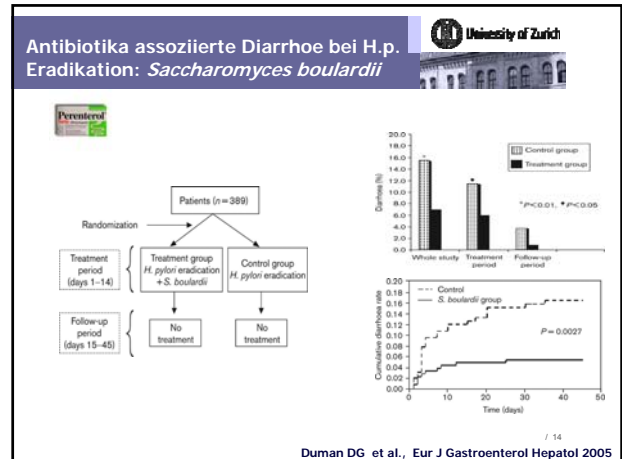 Antibiotika assoziierte Diarrhoe bei H.p.
Eradikation: Saccharomyces boulardii
University of Zurich
Perenterol
Patients (n=389)
Randomization
Treatment
period
(days 1–14)
Treatment group
H. pylori eradication
+S. boulardii
Control group
H. pylori eradication
Follow-up
period
(days 15–45)
No
treatment
No
treatment
Diarrhoea (%)
20.0
18.0
16.0
14.0
12.0
10.0
8.0
6.0
4.0
2.0
0.0
Control group
Treatment group
*P<0.01, •P<0.05
Whole study
Treatment
period
Follow-up
period
Cumulative diarrhoea rate
0.20
0.18
0.16
0.14
0.12
0.10
0.08
0.06
0.04
0.02
0.00
Control
S. boulardii group
P=0.0027
0
10
20
30
40
50
Time (days)
/ 14
Duman DG et al., Eur J Gastroenterol Hepatol 2005